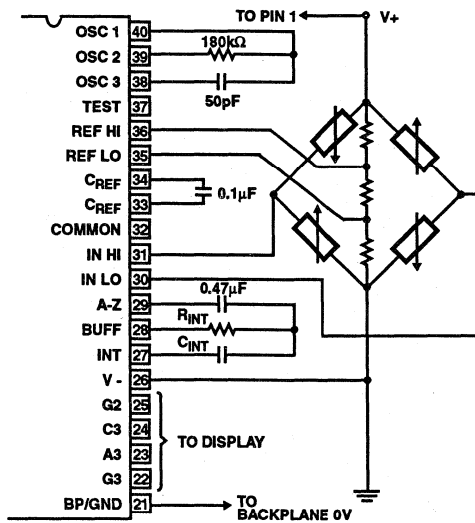 TO PIN 1 V+
OSC 1 40
OSC 2 39 180kΩ
OSC 3 38
50pF
TEST 37
REF HI 36
REF LO 35
CREF 34
0.1µF
CREF 33
COMMON 32
IN HI 31
IN LO 30
0.47µF
A-Z 29
RINT
BUFF 28
CINT
INT 27
V - 26
G2 25
C3 24
TO DISPLAY
A3 23
G3 22
BP/GND 21 TO
BACKPLANE 0V